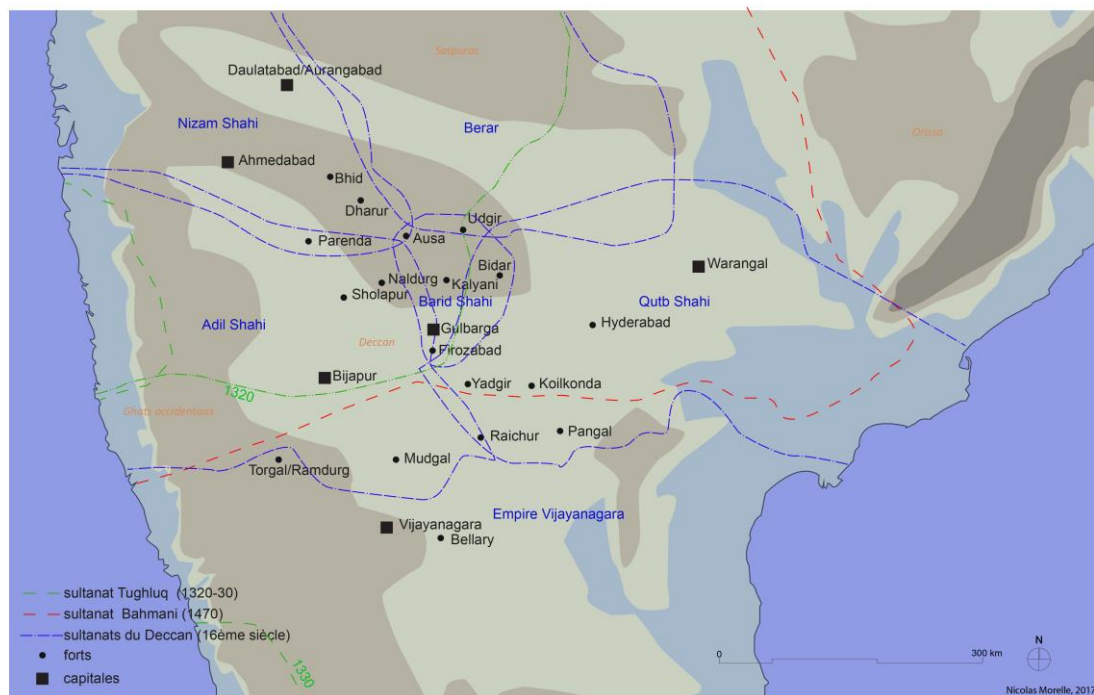 Satpuras
Daulatabad/Aurangabad
Nizam Shahi
Berar
Orissa
Ahmedabad
Bhid
Dharur
Udgir
Ausa
Parenda
Bidar
Warangal
Naldurg
Kalyani
Sholapur
Barid Shahi
Qutb Shahi
Adil Shahi
Gulbarga
Hyderabad
Deccan
Firozabad
Bijapur
Yadgir
Koilkonda
1320
Ghats occidentaux
Raichur
Pangal
Torgal/Ramdurg
Mudgal
Empire Vijayanagara
Vijayanagara
Bellary
sultanat Tughluq (1320-30)
sultanat Bahmani (1470)
sultanats du Deccan (16ème siècle)
forts
capitales
1330
0
300 km
N
Nicolas Morelle, 2017